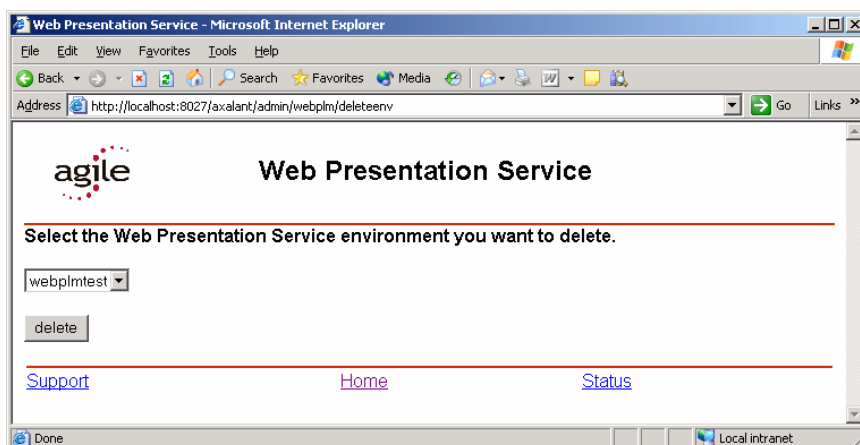 Web Presentation Service - Microsoft Internet Explorer
File Edit View Favorites Tools Help
Back Search Favorites Media
Address http://localhost:8027/axalant/admin/webplm/deleteenv Go Links »
agile Web Presentation Service
Select the Web Presentation Service environment you want to delete.
webplmtest
delete
Support Home Status
Done Local intranet